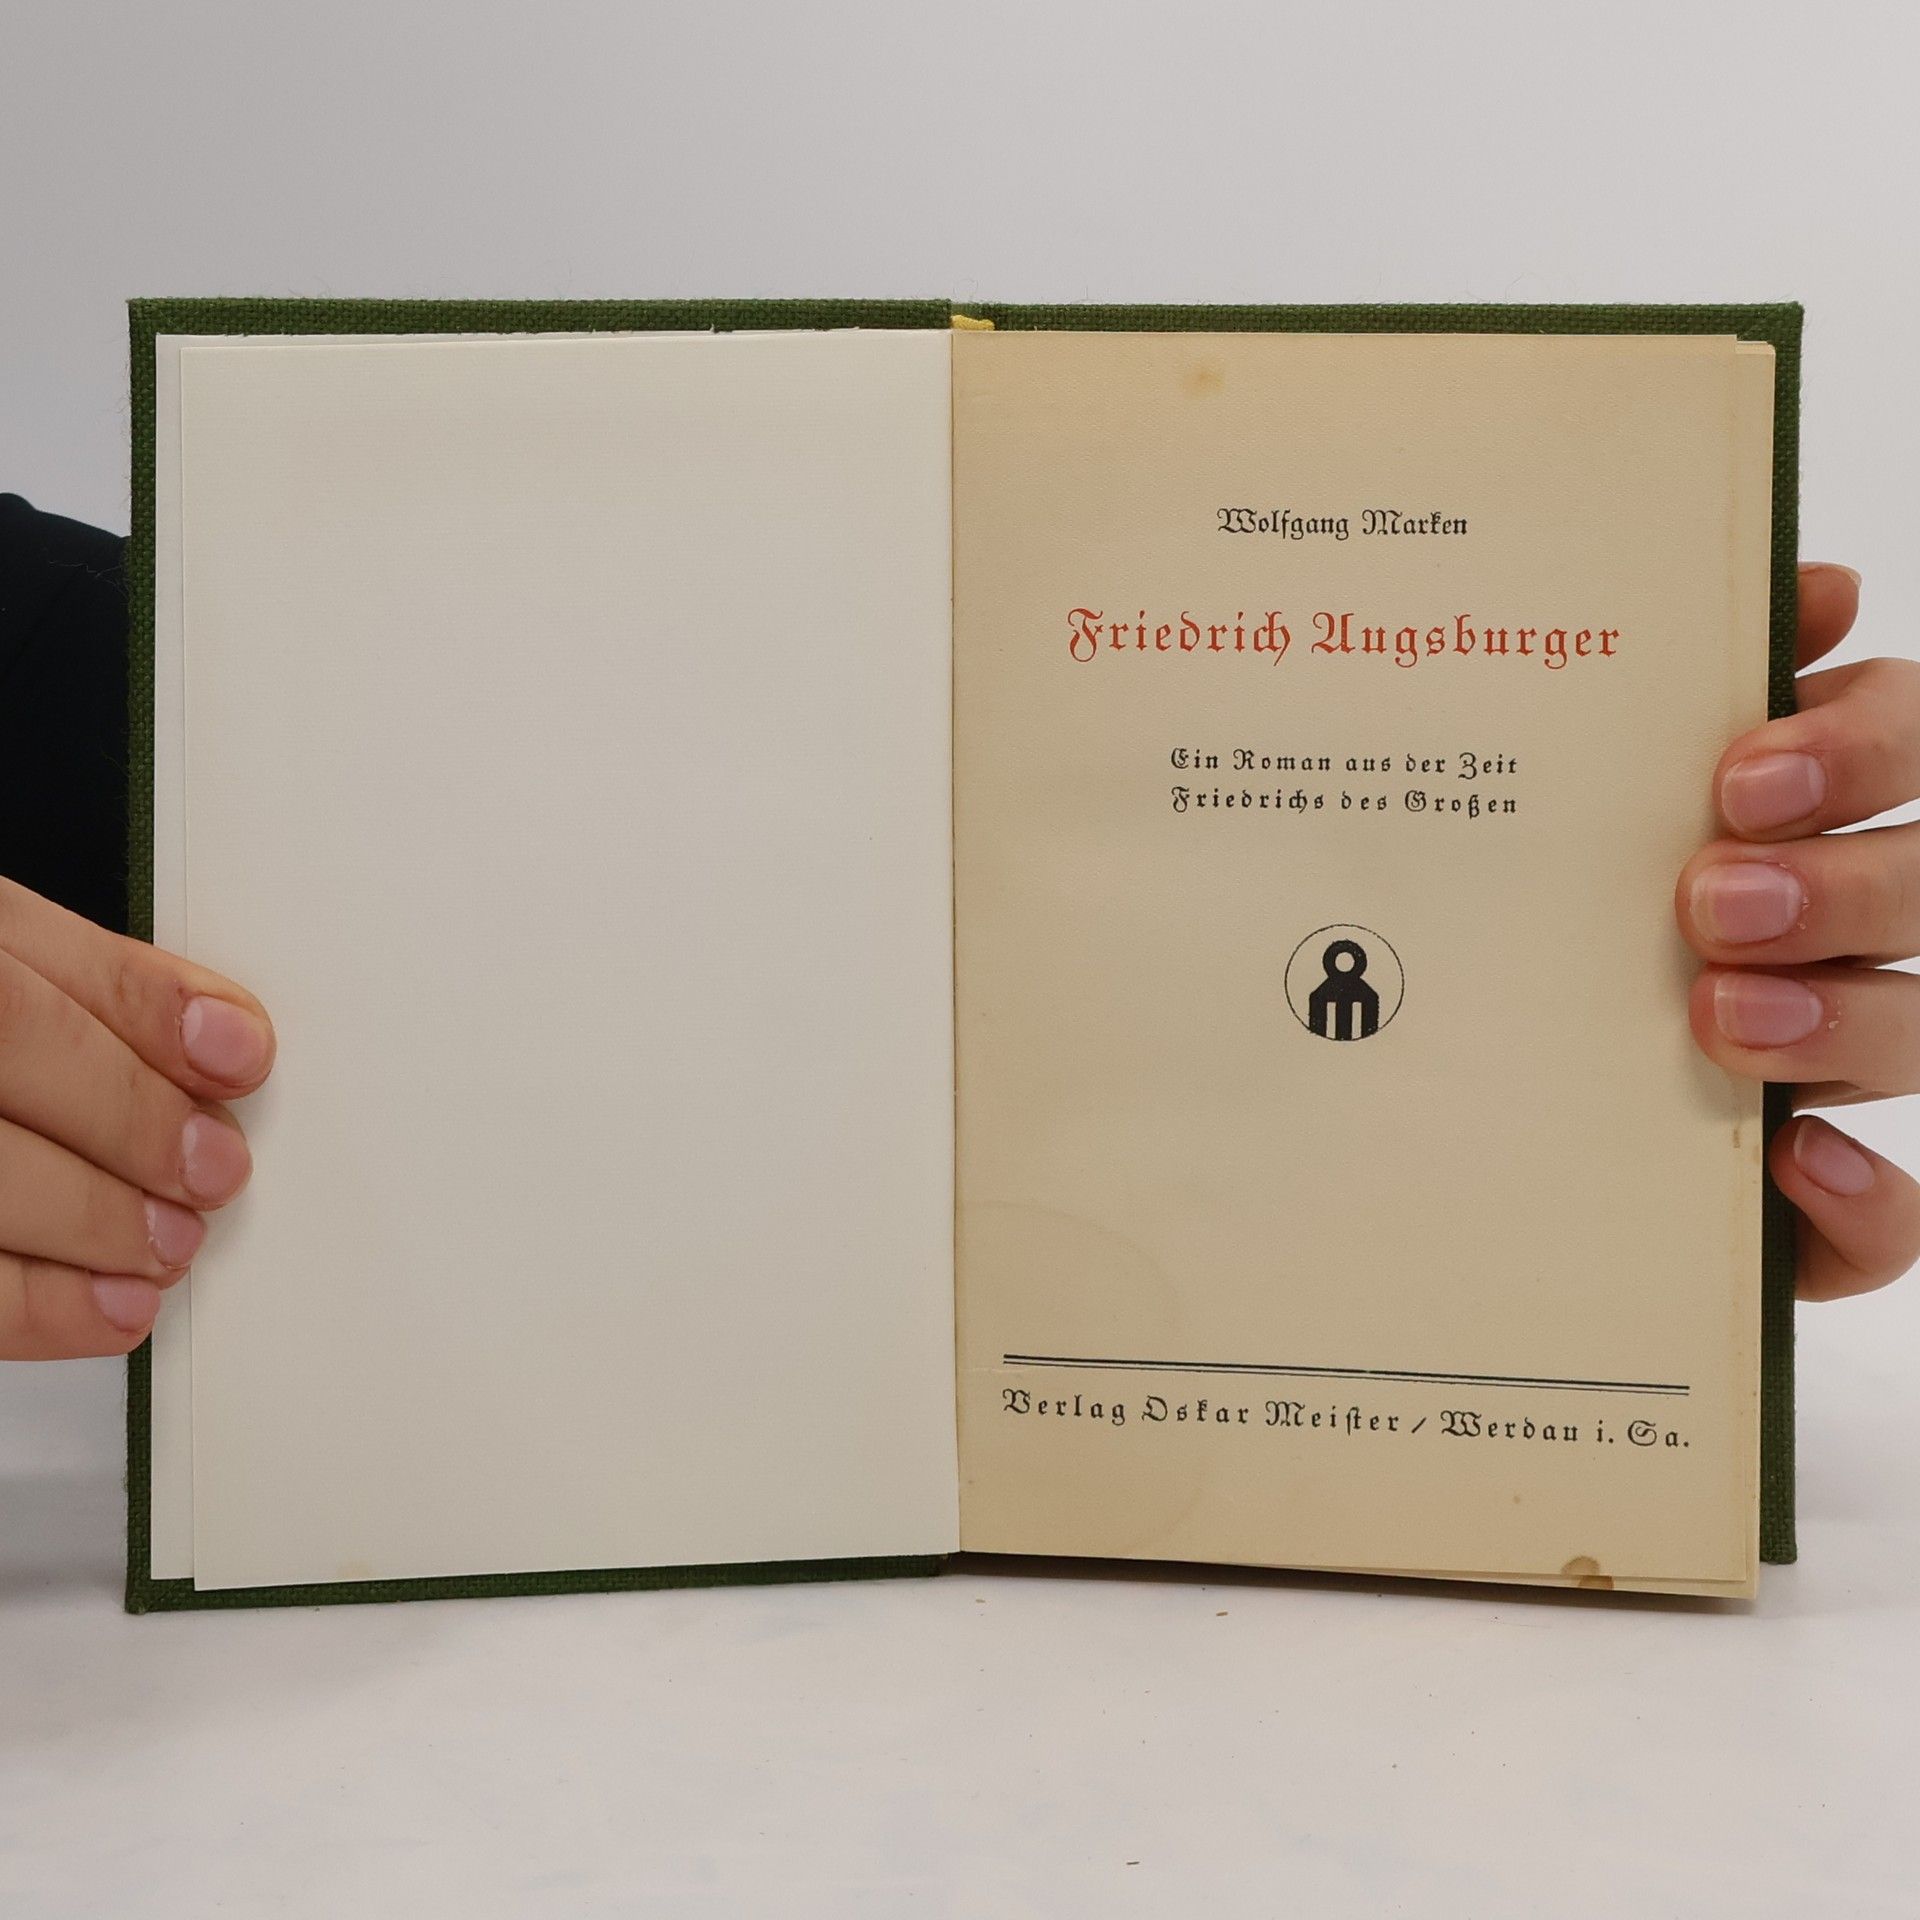 Wolfgang Marken
Friedrich Augsburger
Ein Roman aus der Zeit
Friedrichs des Großen
Verlag Oskar Meister / Werdau i. Sa.